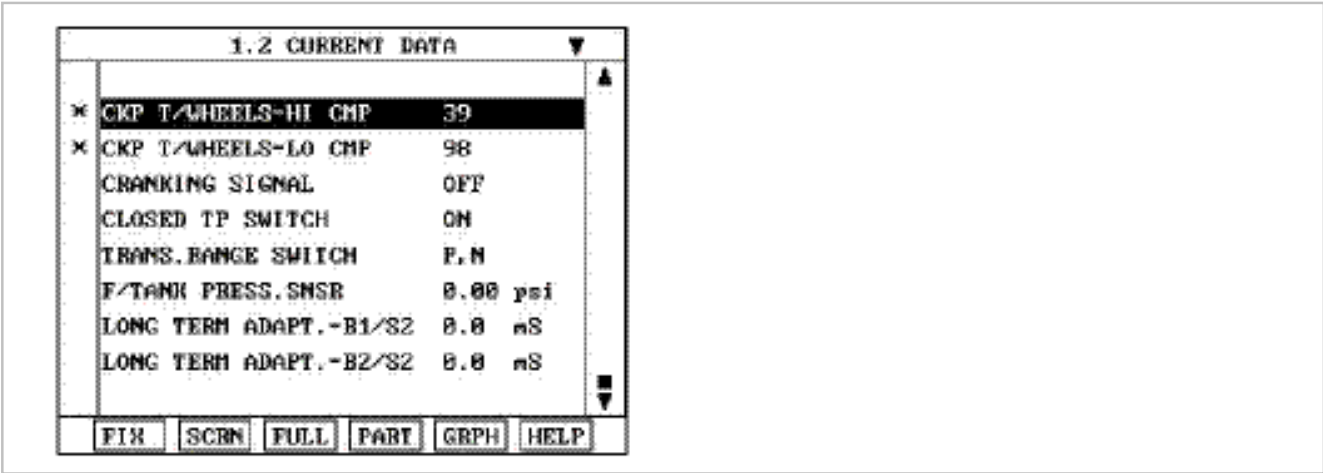 1.2 CURRENT DATA ▼
* CKP T/WHEELS-HI CMP 39
* CKP T/WHEELS-LO CMP 98
CRANKING SIGNAL OFF
CLOSED TP SWITCH ON
TRANS.RANGE SWITCH P,N
F/TANK PRESS.SNSR 0.00 psi
LONG TERM ADAPT.-B1/S2 0.0 mS
LONG TERM ADAPT.-B2/S2 0.0 mS
FIX SCRN FULL PART GRPH HELP